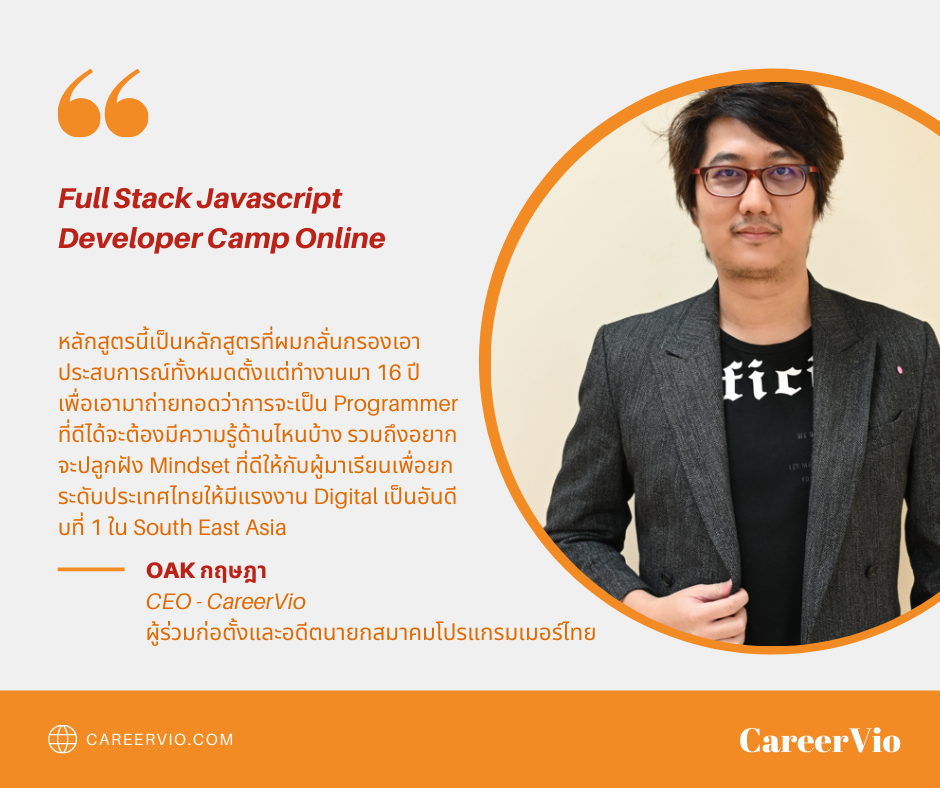 Full Stack Javascript
Developer Camp Online
หลักสูตรนี้เป็นหลักสูตรที่ผมกลั่นกรองเอา
ประสบการณ์ทั้งหมดตั้งแต่ทำงานมา 16 ปี
เพื่อเอามาถ่ายทอดว่าการจะเป็น Programmer
ที่ดีได้จะต้องมีความรู้ด้านไหนบ้าง รวมถึงอยาก
จะปลูกฝัง Mindset ที่ดีให้กับผู้มาเรียนเพื่อยก
ระดับประเทศไทยให้มีแรงงาน Digital เป็นอันดั
บที่ 1 ใน South East Asia
OAK กฤษฎา
CEO - CareerVio
ผู้ร่วมก่อตั้งและอดีตนายกสมาคมโปรแกรมเมอร์ไทย
fici
CAREERVIO.COM
CareerVio